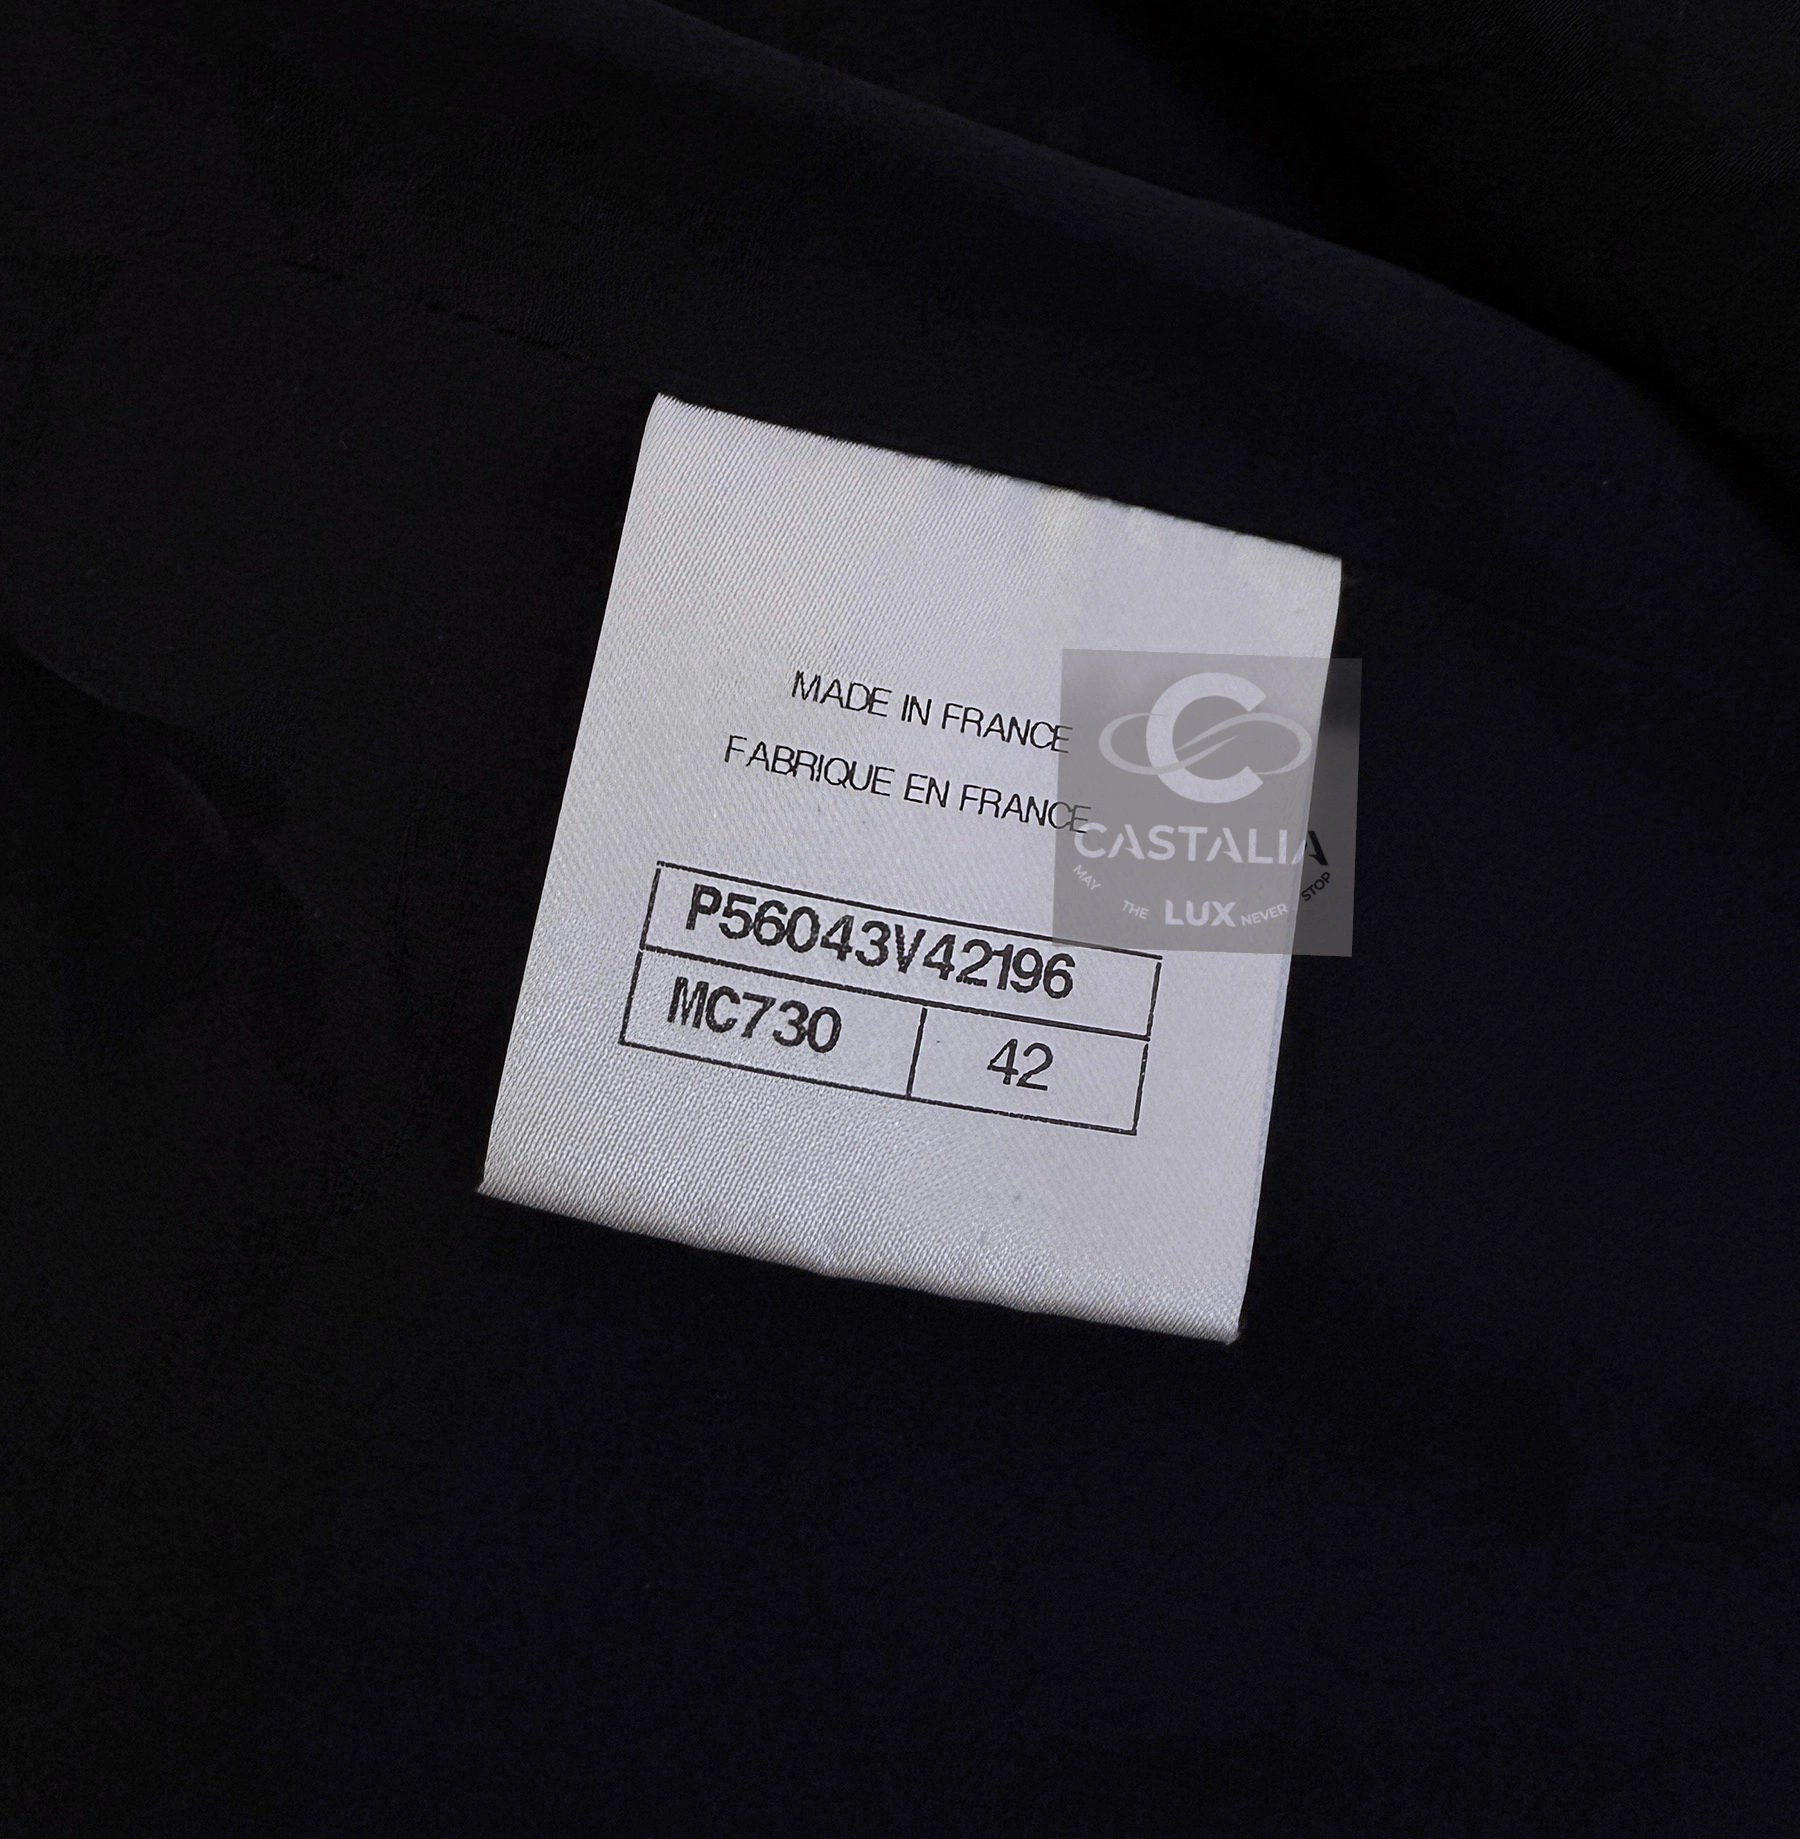 MADE IN FRANCE
FABRIQUE EN FRANCE
P56043V42196
MC730 42
C
CASTALIA
MAY THE LUX NEVER STOP